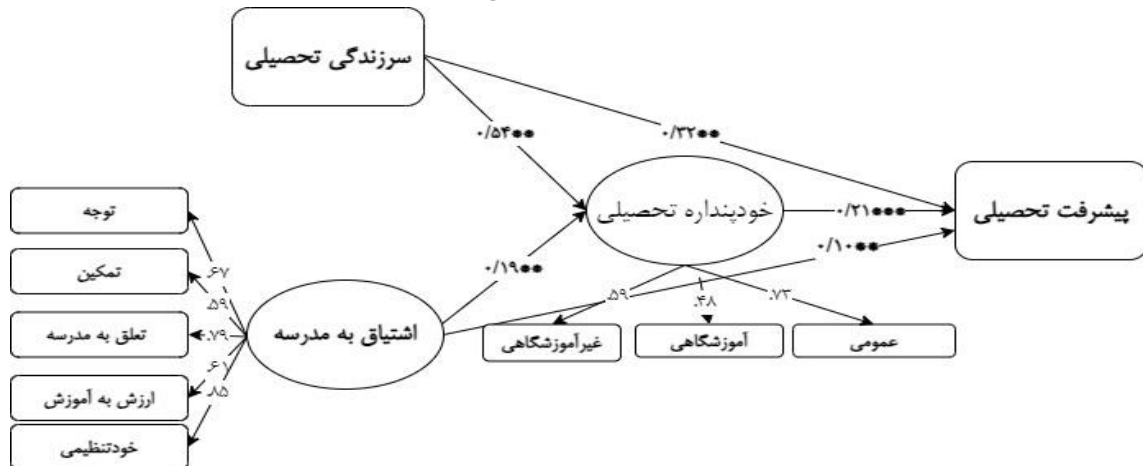 سرزندگی تحصیلی
۰/۵۴**
۰/۳۲**
خودپنداره تحصیلی
۰/۲۱***
پیشرفت تحصیلی
۰/۱۰**
۰/۱۹**
توجه
تمکین
تعلق به مدرسه
ارزش به آموزش
خودتنظیمی
.۶۷
.۵۹
.۷۹
.۶۱
.۸۵
اشتیاق به مدرسه
.۵۹
.۴۸
.۷۳
غیرآموزشگاهی
آموزشگاهی
عمومی